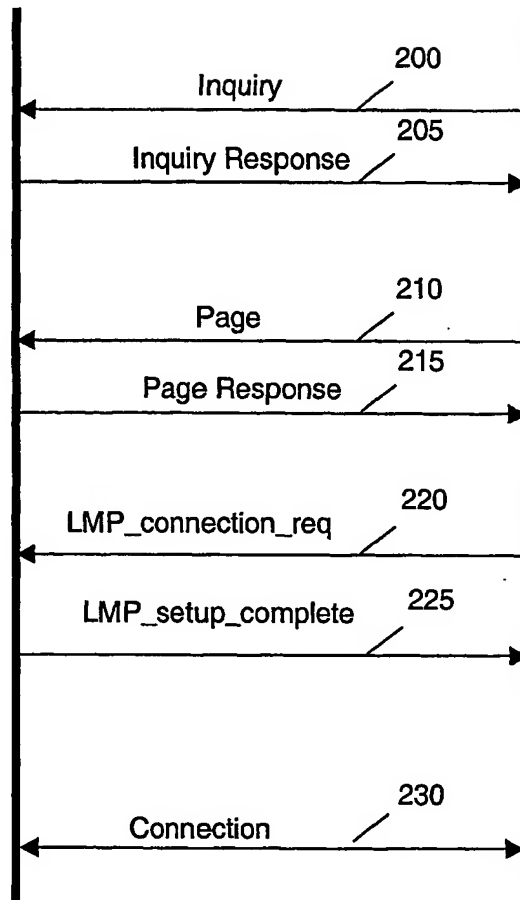 200
Inquiry
205
Inquiry Response
210
Page
215
Page Response
220
LMP_connection_req
225
LMP_setup_complete
230
Connection